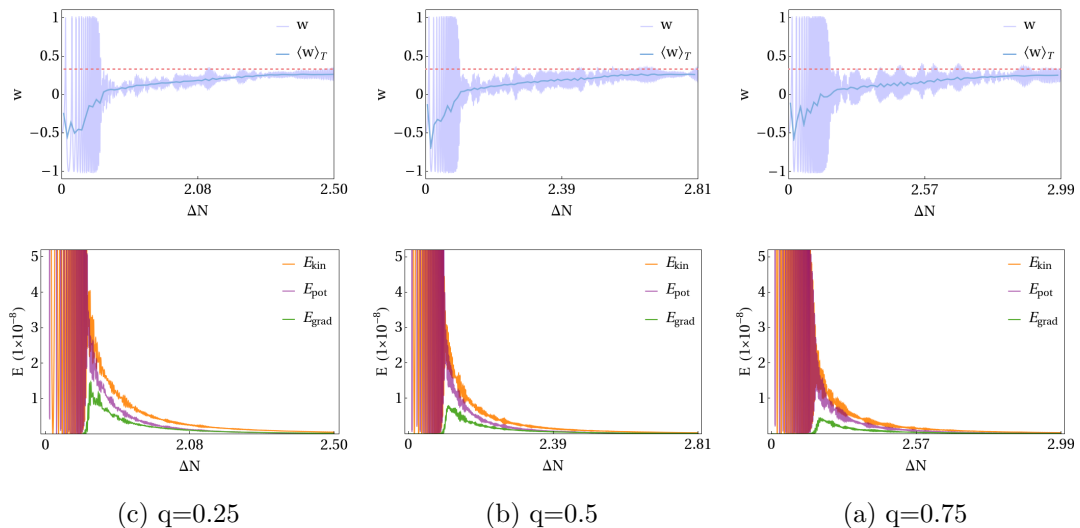 1
0.5
0
−0.5
−1
w
w
⟨w⟩T
0
2.08
2.50
ΔN
1
0.5
0
−0.5
−1
w
w
⟨w⟩T
0
2.39
2.81
ΔN
1
0.5
0
−0.5
−1
w
w
⟨w⟩T
0
2.57
2.99
ΔN
5
4
3
2
1
E (1×10⁻⁸)
Ekin
Epot
Egrad
0
2.08
2.50
ΔN
5
4
3
2
1
E (1×10⁻⁸)
Ekin
Epot
Egrad
0
2.39
2.81
ΔN
5
4
3
2
1
E (1×10⁻⁸)
Ekin
Epot
Egrad
0
2.57
2.99
ΔN
(c) q=0.25
(b) q=0.5
(a) q=0.75